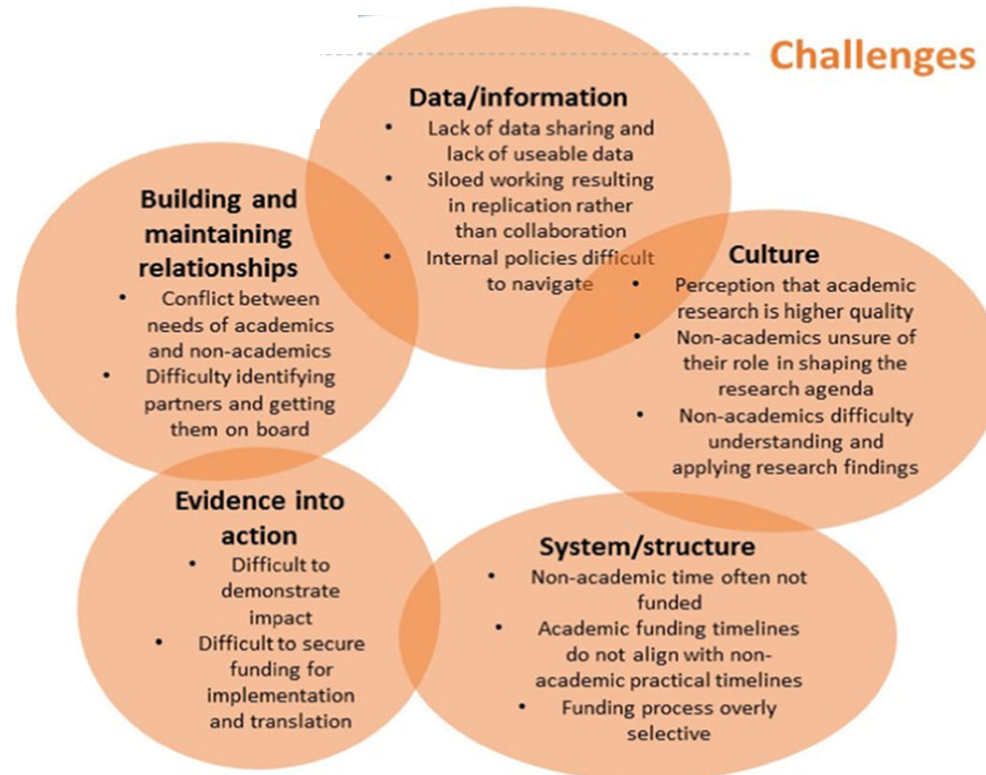 Challenges
Data/information
• Lack of data sharing and
lack of useable data
• Siloed working resulting
in replication rather
than collaboration
• Internal policies difficult
to navigate
Building and
maintaining
relationships
• Conflict between
needs of academics
and non-academics
• Difficulty identifying
partners and getting
them on board
Culture
• Perception that academic
research is higher quality
• Non-academics unsure of
their role in shaping the
research agenda
• Non-academics difficulty
understanding and
applying research findings
Evidence into
action
• Difficult to
demonstrate
impact
• Difficult to secure
funding for
implementation
and translation
System/structure
• Non-academic time often not
funded
• Academic funding timelines
do not align with non-
academic practical timelines
• Funding process overly
selective